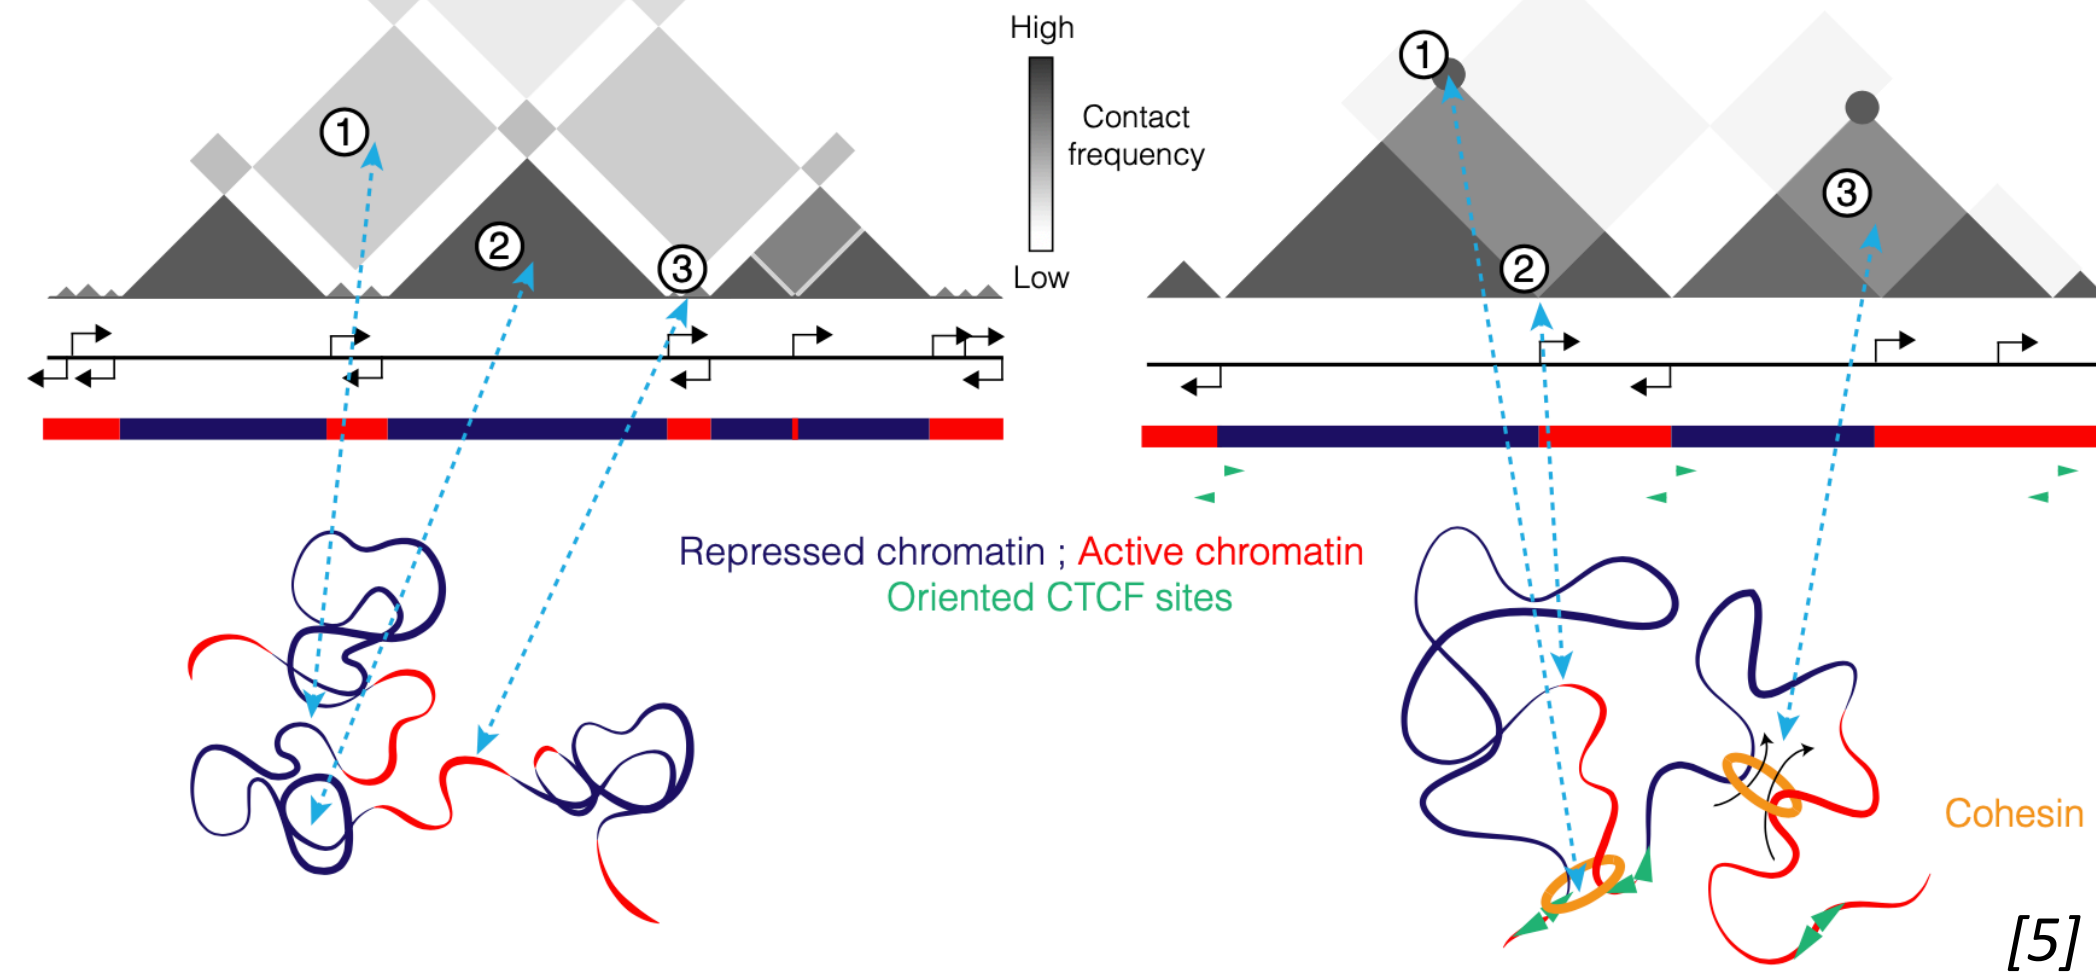 High
Contact
frequency
Low
1
2
3
1
2
3
Repressed chromatin ; Active chromatin
Oriented CTCF sites
Cohesin
[5]